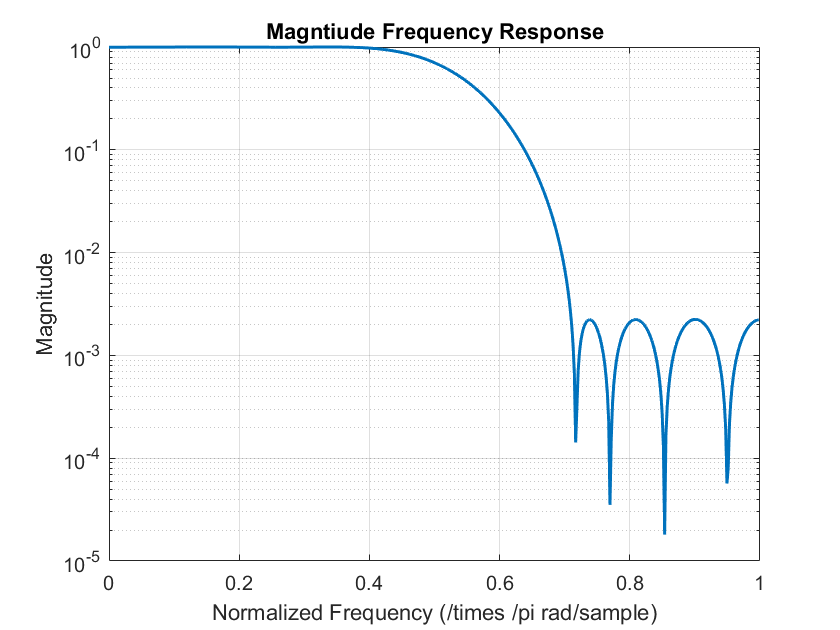 Magntiude Frequency Response
10^0
10^-1
10^-2
10^-3
10^-4
10^-5
Magnitude
0 0.2 0.4 0.6 0.8 1
Normalized Frequency (/times /pi rad/sample)